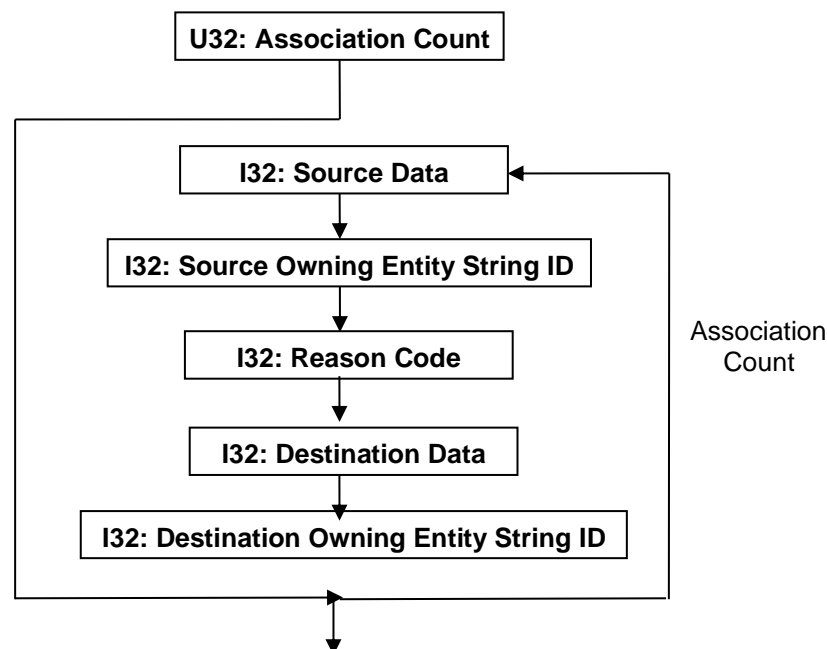 U32: Association Count
I32: Source Data
I32: Source Owning Entity String ID
I32: Reason Code
Association
Count
I32: Destination Data
I32: Destination Owning Entity String ID